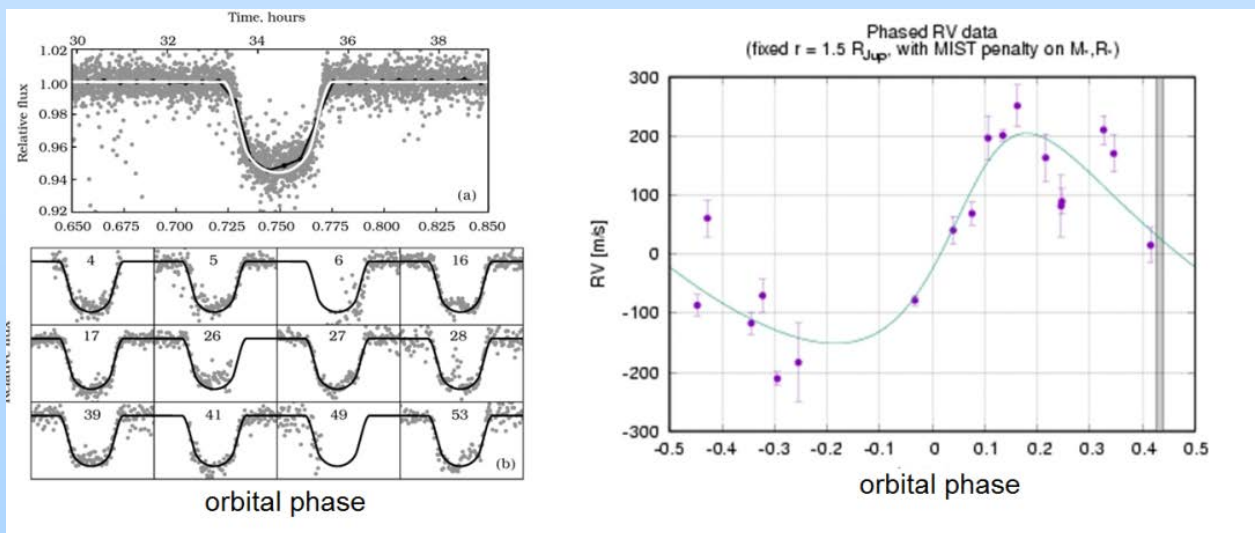 Time, hours
30 32 33 34 35 36 38
1.02
1.00
0.98
0.96
0.94
0.92
Relative flux
(a)
0.650 0.675 0.700 0.725 0.750 0.775 0.800 0.825 0.850
4 5 6 16
17 26 27 28
39 41 49 53
(b)
orbital phase
Phased RV data
(fixed r = 1.5 RJup, with MIST penalty on M*,R*)
300
200
100
0
-100
-200
-300
RV [m/s]
-0.5 -0.4 -0.3 -0.2 -0.1 0 0.1 0.2 0.3 0.4 0.5
orbital phase